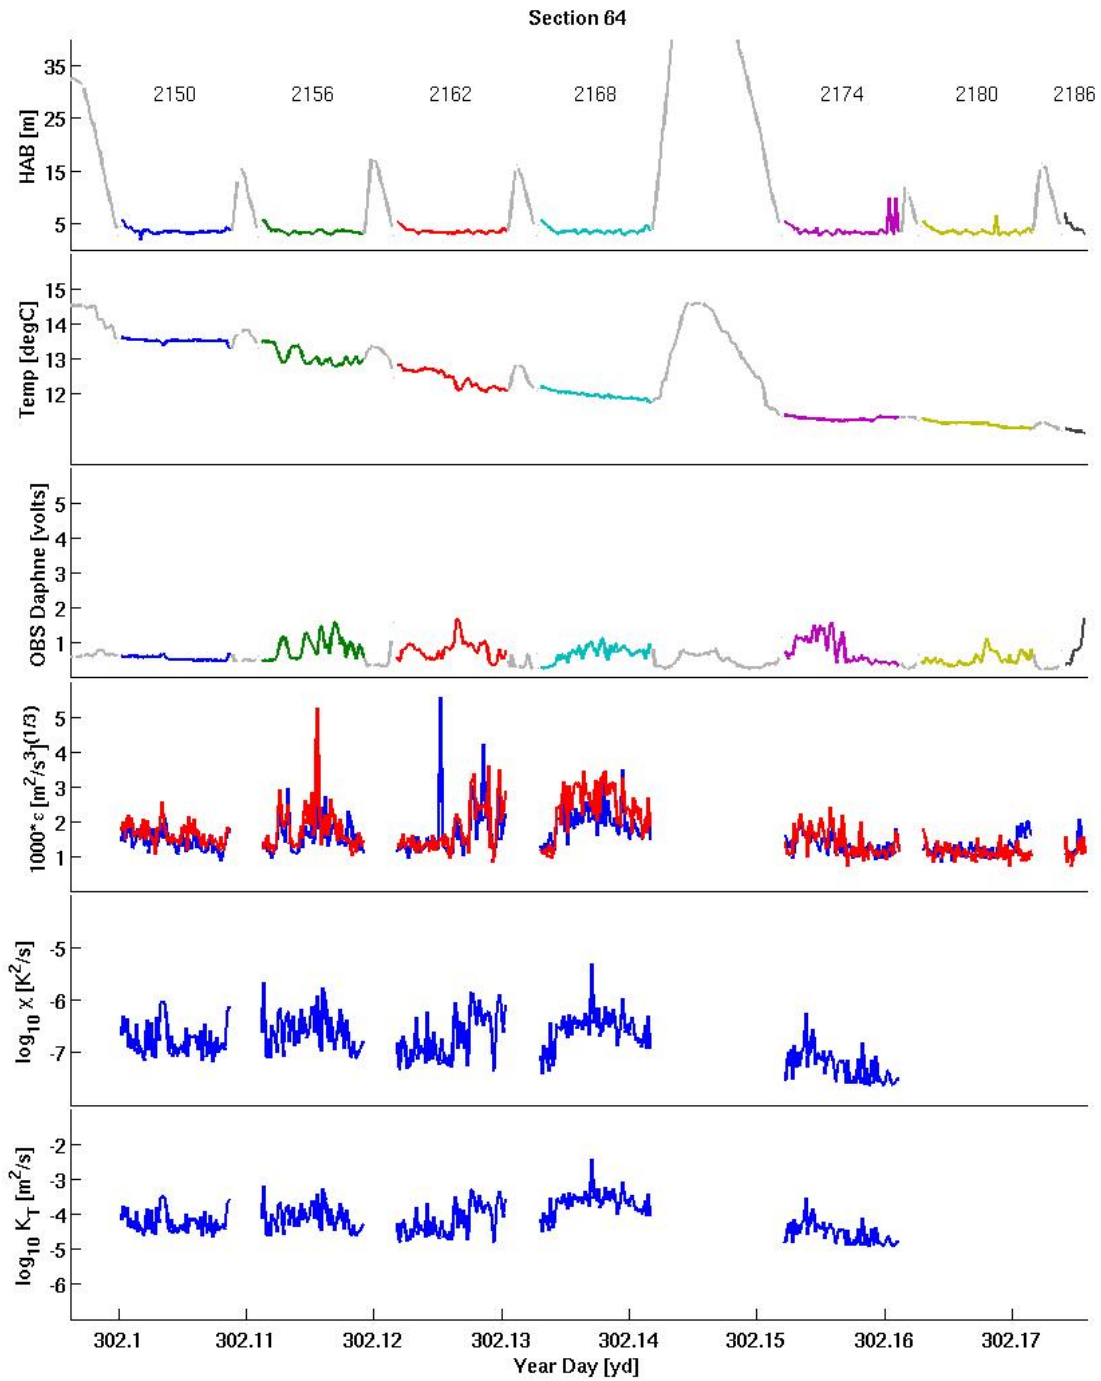 Section 64
HAB [m]
35
25
15
5
2150 2156 2162 2168 2174 2180 2186
Temp [degC]
15
14
13
12
OBS Daphne [volts]
5
4
3
2
1
1000*ε [m²/s³]^(1/3)
5
4
3
2
1
log₁₀ χ [K²/s]
-5
-6
-7
log₁₀ K_T [m²/s]
-2
-3
-4
-5
-6
302.1 302.11 302.12 302.13 302.14 302.15 302.16 302.17
Year Day [yd]